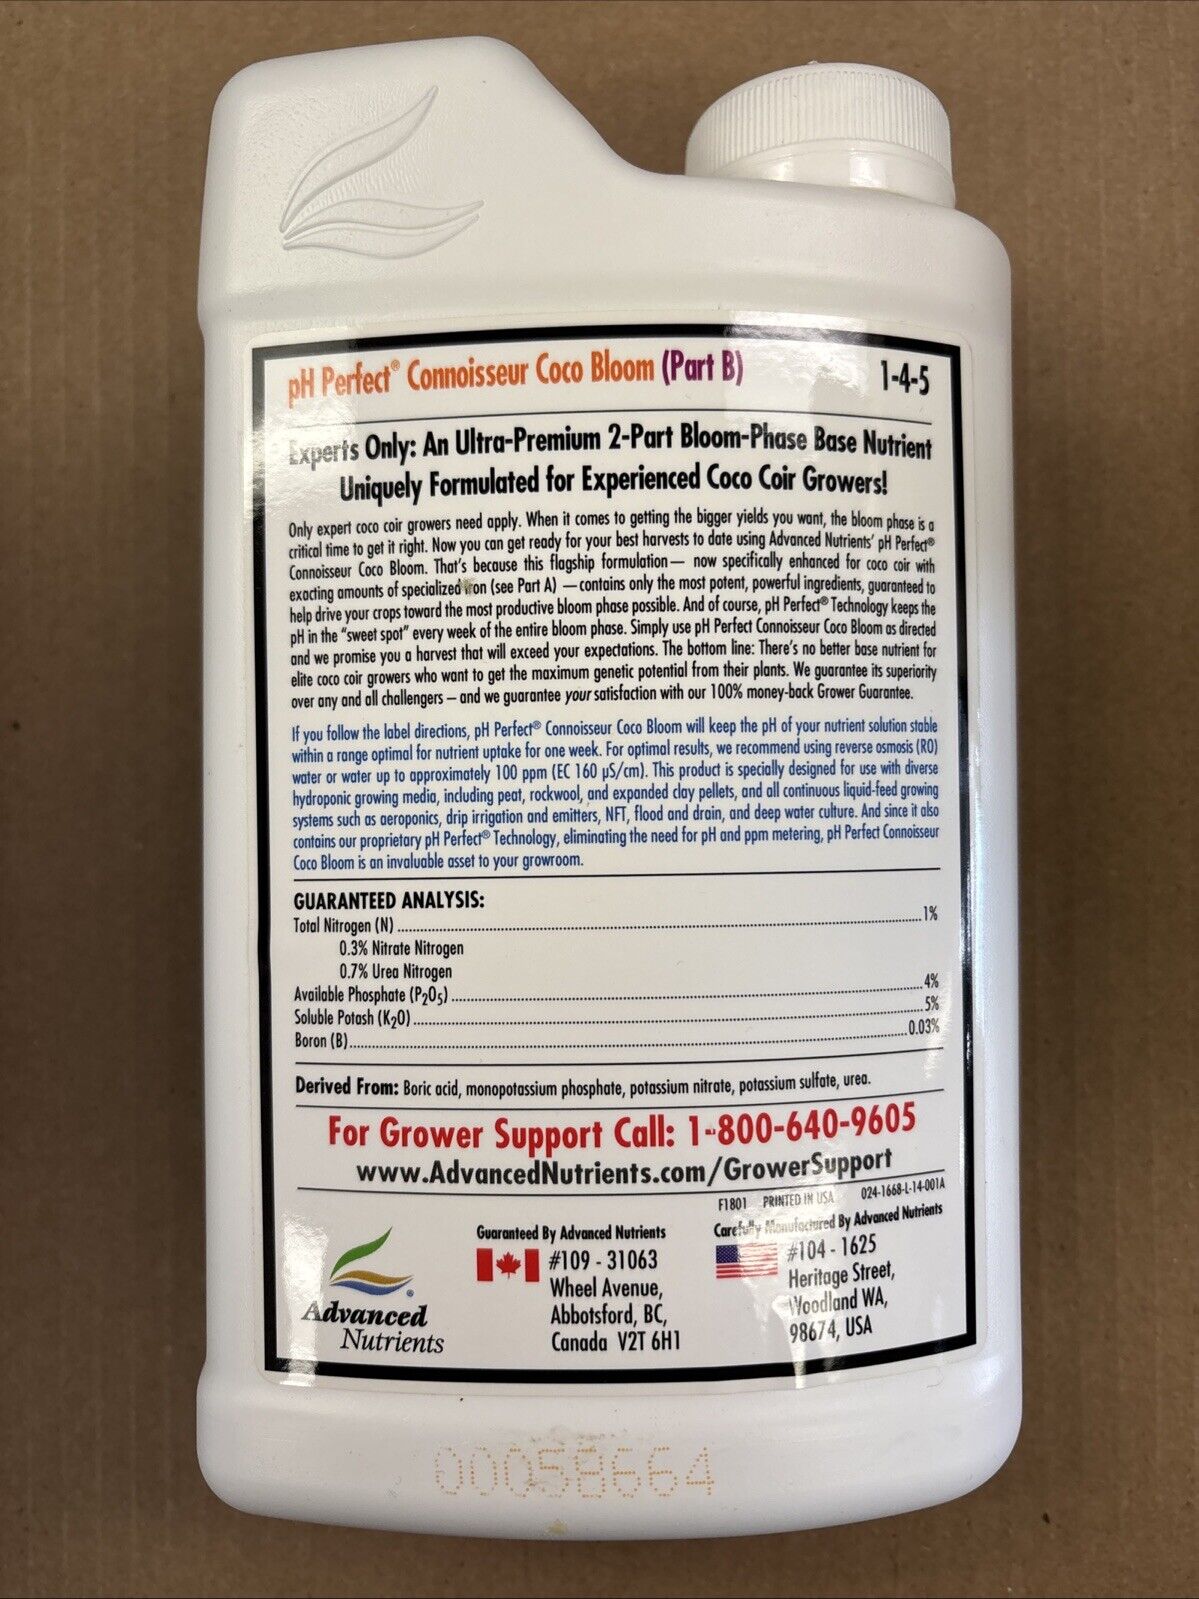 pH Perfect® Connoisseur Coco Bloom (Part B) 1-4-5
Experts Only: An Ultra-Premium 2-Part Bloom-Phase Base Nutrient
Uniquely Formulated for Experienced Coco Coir Growers!
Only expert coco coir growers need apply. When it comes to getting the bigger yields you want, the bloom phase is a
critical time to get it right. Now you can get ready for your best harvests to date using Advanced Nutrients' pH Perfect®
Connoisseur Coco Bloom. That's because this flagship formulation— now specifically enhanced for coco coir with
exacting amounts of specialized iron (see Part A) —contains only the most potent, powerful ingredients, guaranteed to
help drive your crops toward the most productive bloom phase possible. And of course, pH Perfect® Technology keeps the
pH in the "sweet spot" every week of the entire bloom phase. Simply use pH Perfect Connoisseur Coco Bloom as directed
and we promise you a harvest that will exceed your expectations. The bottom line: There's no better base nutrient for
elite coco coir growers who want to get the maximum genetic potential from their plants. We guarantee its superiority
over any and all challengers – and we guarantee your satisfaction with our 100% money-back Grower Guarantee.
If you follow the label directions, pH Perfect® Connoisseur Coco Bloom will keep the pH of your nutrient solution stable
within a range optimal for nutrient uptake for one week. For optimal results, we recommend using reverse osmosis (RO)
water or water up to approximately 100 ppm (EC 160 µS/cm). This product is specially designed for use with diverse
hydroponic growing media, including peat, rockwool, and expanded clay pellets, and all continuous liquid-feed growing
systems such as aeroponics, drip irrigation and emitters, NFT, flood and drain, and deep water culture. And since it also
contains our proprietary pH Perfect® Technology, eliminating the need for pH and ppm metering, pH Perfect Connoisseur
Coco Bloom is an invaluable asset to your growroom.
GUARANTEED ANALYSIS:
Total Nitrogen (N) 1%
0.3% Nitrate Nitrogen
0.7% Urea Nitrogen
Available Phosphate (P2O5) 4%
Soluble Potash (K2O) 5%
Boron (B) 0.03%
Derived From: Boric acid, monopotassium phosphate, potassium nitrate, potassium sulfate, urea.
For Grower Support Call: 1-800-640-9605
www.AdvancedNutrients.com/GrowerSupport
F1801 PRINTED IN USA 024-1668-L-14-001A
Advanced
Nutrients
Guaranteed By Advanced Nutrients
#109 - 31063
Wheel Avenue,
Abbotsford, BC,
Canada V2T 6H1
Carefully Manufactured By Advanced Nutrients
#104 - 1625
Heritage Street,
Woodland WA,
98674, USA
00058664